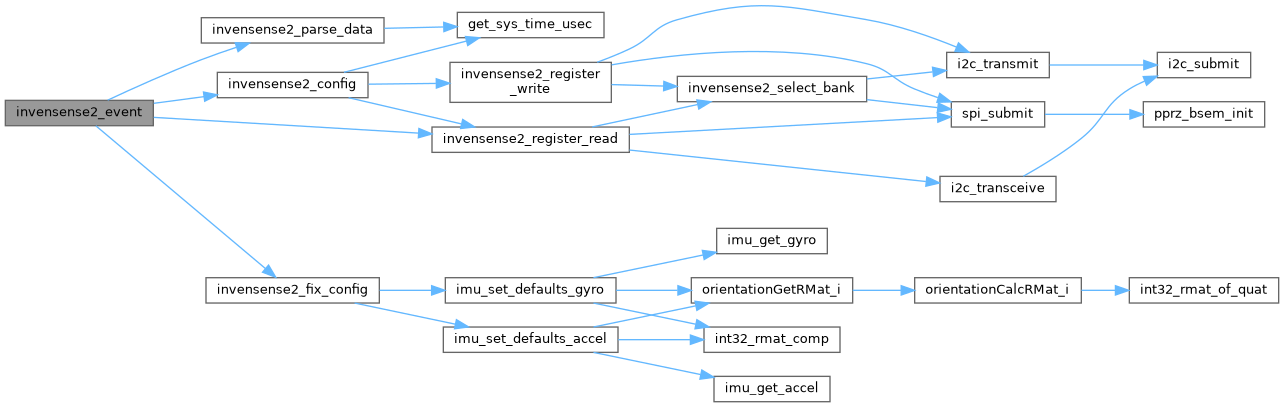 invensense2_event
invensense2_parse_data
invensense2_config
invensense2_fix_config
get_sys_time_usec
invensense2_register
_write
invensense2_register_read
imu_set_defaults_gyro
imu_set_defaults_accel
invensense2_select_bank
imu_get_gyro
orientationGetRMat_i
int32_rmat_comp
imu_get_accel
i2c_transmit
spi_submit
i2c_transceive
orientationCalcRMat_i
i2c_submit
pprz_bsem_init
int32_rmat_of_quat